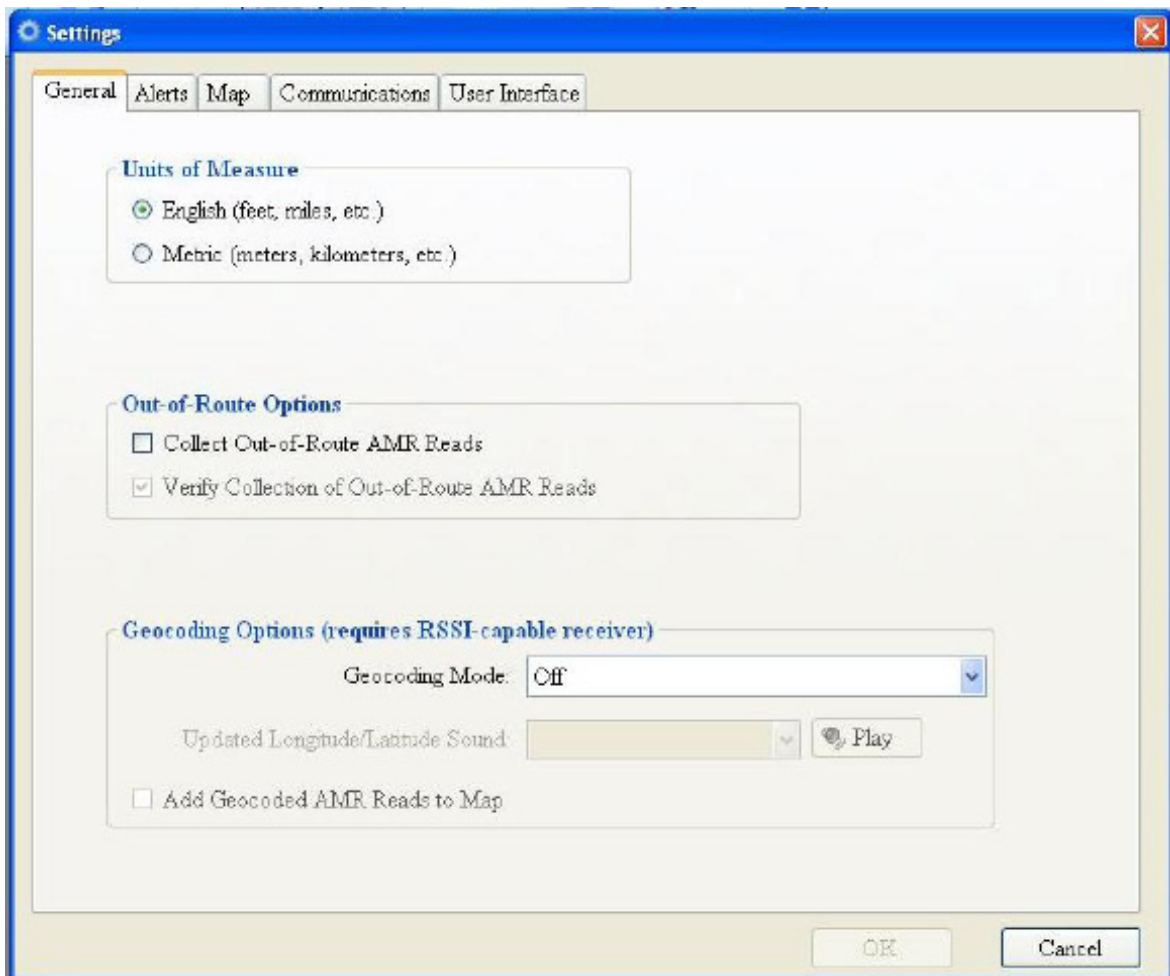 Settings
General Alerts Map Communications User Interface
Units of Measure
English (feet, miles, etc.)
Metric (meters, kilometers, etc.)
Out-of-Route Options
Collect Out-of-Route AMR Reads
Verify Collection of Out-of-Route AMR Reads
Geocoding Options (requires RSSI-capable receiver)
Geocoding Mode: Off
Updated Longitude/Latitude Sound Play
Add Geocoded AMR Reads to Map
OK Cancel